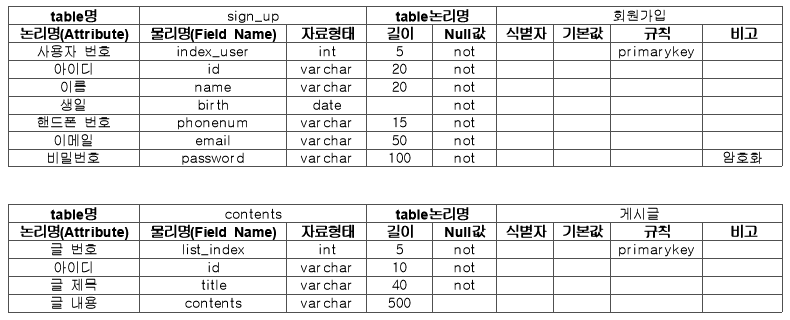 table명 sign_up table논리명 회원가입
논리명(Attribute) 물리명(Field Name) 자료형태 길이 Null값 식별자 기본값 규칙 비고
사용자 번호 index_user int 5 not primarykey
아이디 id varchar 20 not
이름 name varchar 20 not
생일 birth date not
핸드폰 번호 phonenum varchar 15 not
이메일 email varchar 50 not
비밀번호 password varchar 100 not 암호화
table명 contents table논리명 게시글
논리명(Attribute) 물리명(Field Name) 자료형태 길이 Null값 식별자 기본값 규칙 비고
글 번호 list_index int 5 not primarykey
아이디 id varchar 10 not
글 제목 title varchar 40 not
글 내용 contents varchar 500